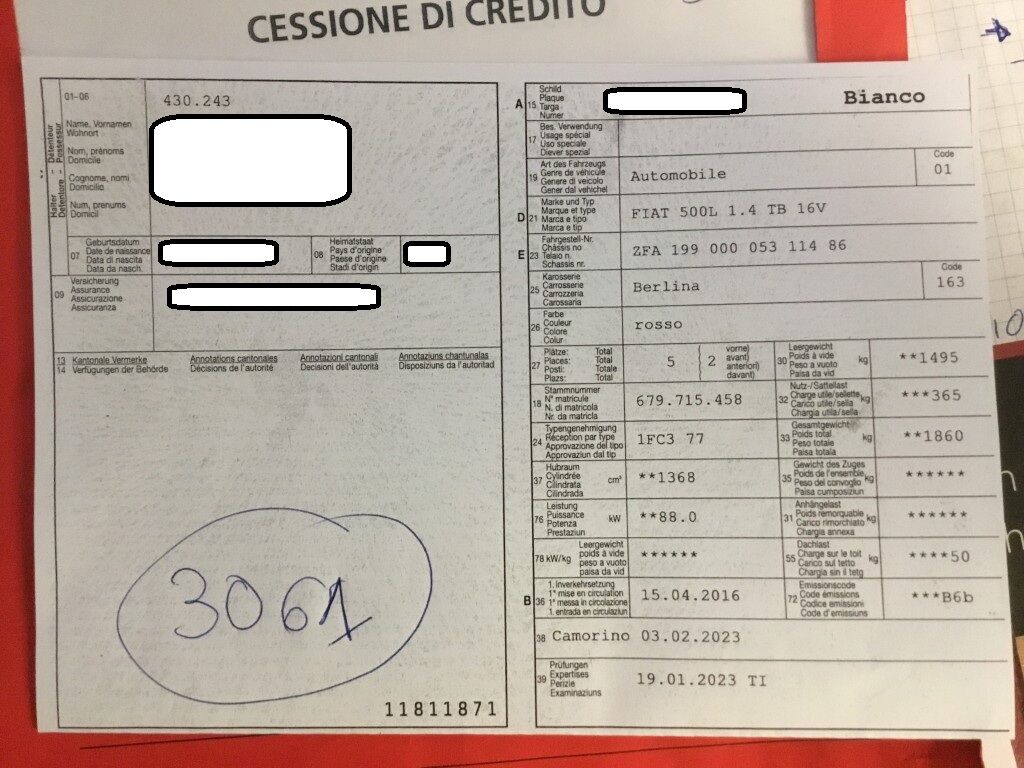 CESSIONE DI CREDITO
01-06
430.243
Halter - Detenteur
Detentore - Possessur
Name, Vornamen
Wohnort
Nom, prénoms
Domicile
Cognome, nomi
Domicilio
Num, prenums
Domicil
07
Geburtsdatum
Date de naissance
Data di nascita
Data da nasch.
08
Heimatstaat
Pays d'origine
Paese d'origine
Stadi d'origin
09
Versicherung
Assurance
Assicurazione
Assicuranza
13 Kantonale Vermerke Annotations cantonales Annotazioni cantonali Annotaziuns chantunalas
14 Verfügungen der Behörde Décisions de l'autorité Decisioni dell'autorità Disposiziuns da l'autoritad
3061
11811871
A 15
Schild
Plaque
Targa
Numer
Bianco
17
Bes. Verwendung
Usage spécial
Uso speciale
Diever spezial
19
Art des Fahrzeugs
Genre de véhicule
Genere di veicolo
Gener dal vehichel
Automobile
Code
01
D 21
Marke und Typ
Marque et type
Marca e tipo
Marca e tip
FIAT 500L 1.4 TB 16V
E 23
Fahrgestell-Nr.
Châssis no
Telaio n.
Schassis nr.
ZFA 199 000 053 114 86
25
Karosserie
Carrosserie
Carrozzeria
Carossaria
Berlina
Code
163
26
Farbe
Couleur
Colore
Colur
rosso
27
Plätze: Total
Places: Total
Posti: Totale
Plazs: Total
5
2
vorne)
avant)
anteriori)
davant)
30
Leergewicht
Poids à vide
Peso a vuoto
Paisa da vid
kg
**1495
18
Stammnummer
N° matricule
N. di matricola
Nr. da matricla
679.715.458
32
Nutz-/Sattellast
Charge utile/sellette
Carico utile/sella
Chargia utila/sella
kg
***365
24
Typengenehmigung
Réception par type
Approvazione del tipo
Approvaziun dal tip
1FC3 77
33
Gesamtgewicht
Poids total
Peso totale
Paisa totala
kg
**1860
37
Hubraum
Cylindrée
Cilindrata
Cilindrada
cm³
**1368
35
Gewicht des Zuges
Poids de l'ensemble
Peso del convoglio
Paisa cumposiziun
kg
******
76
Leistung
Puissance
Potenza
Prestaziun
kW
**88.0
31
Anhängelast
Poids remorquable
Carico rimorchiato
Chargia annexa
kg
******
78 kW/kg
Leergewicht
poids à vide
peso a vuoto
paisa da vid
******
55
Dachlast
Charge sur le toit
Carico sul tetto
Chargia sin il tetg
kg
****50
B 36
1. Inverkehrsetzung
1re mise en circulation
1a messa in circolazione
1. entrada en circulaziun
15.04.2016
72
Emissionscode
Code émissions
Codice emissioni
Code d'emissiuns
***B6b
38 Camorino 03.02.2023
39
Prüfungen
Expertises
Perizie
Examinaziuns
19.01.2023 TI